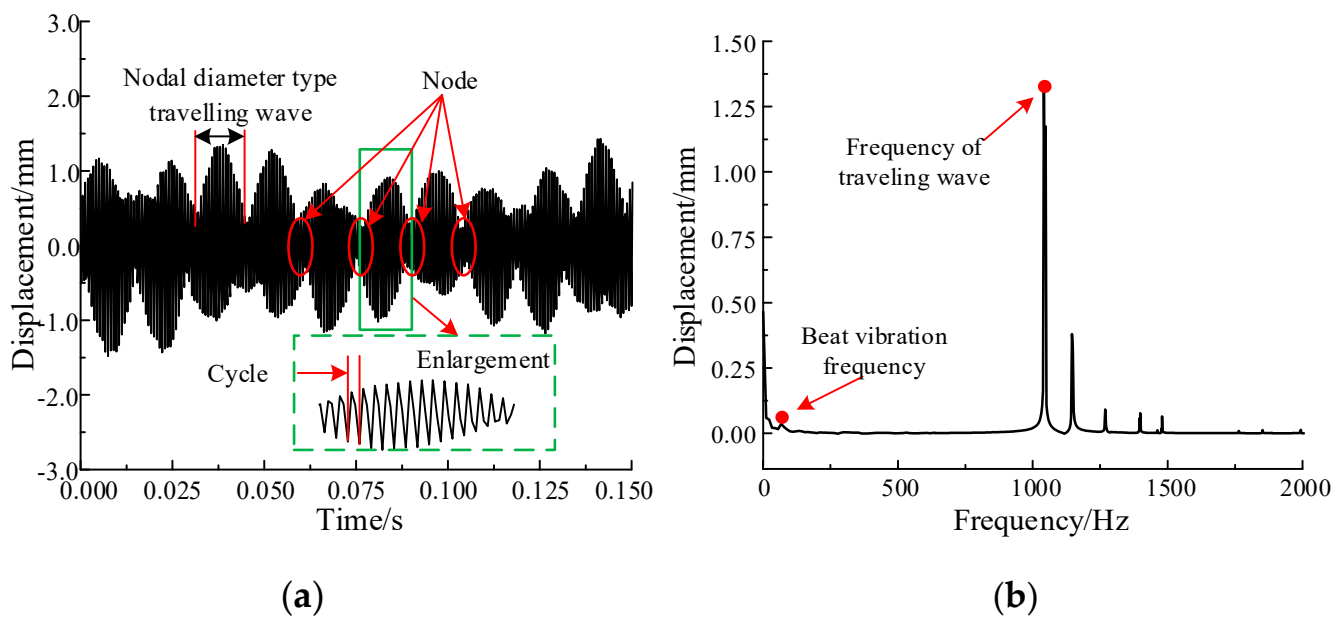 3.0
2.0
1.0
0.0
-1.0
-2.0
-3.0
Displacement/mm
Nodal diameter type
travelling wave
Node
Cycle
Enlargement
0.000 0.025 0.050 0.075 0.100 0.125 0.150
Time/s
(a)
1.50
1.25
1.00
0.75
0.50
0.25
0.00
Displacement/mm
Frequency of
traveling wave
Beat vibration
frequency
0 500 1000 1500 2000
Frequency/Hz
(b)